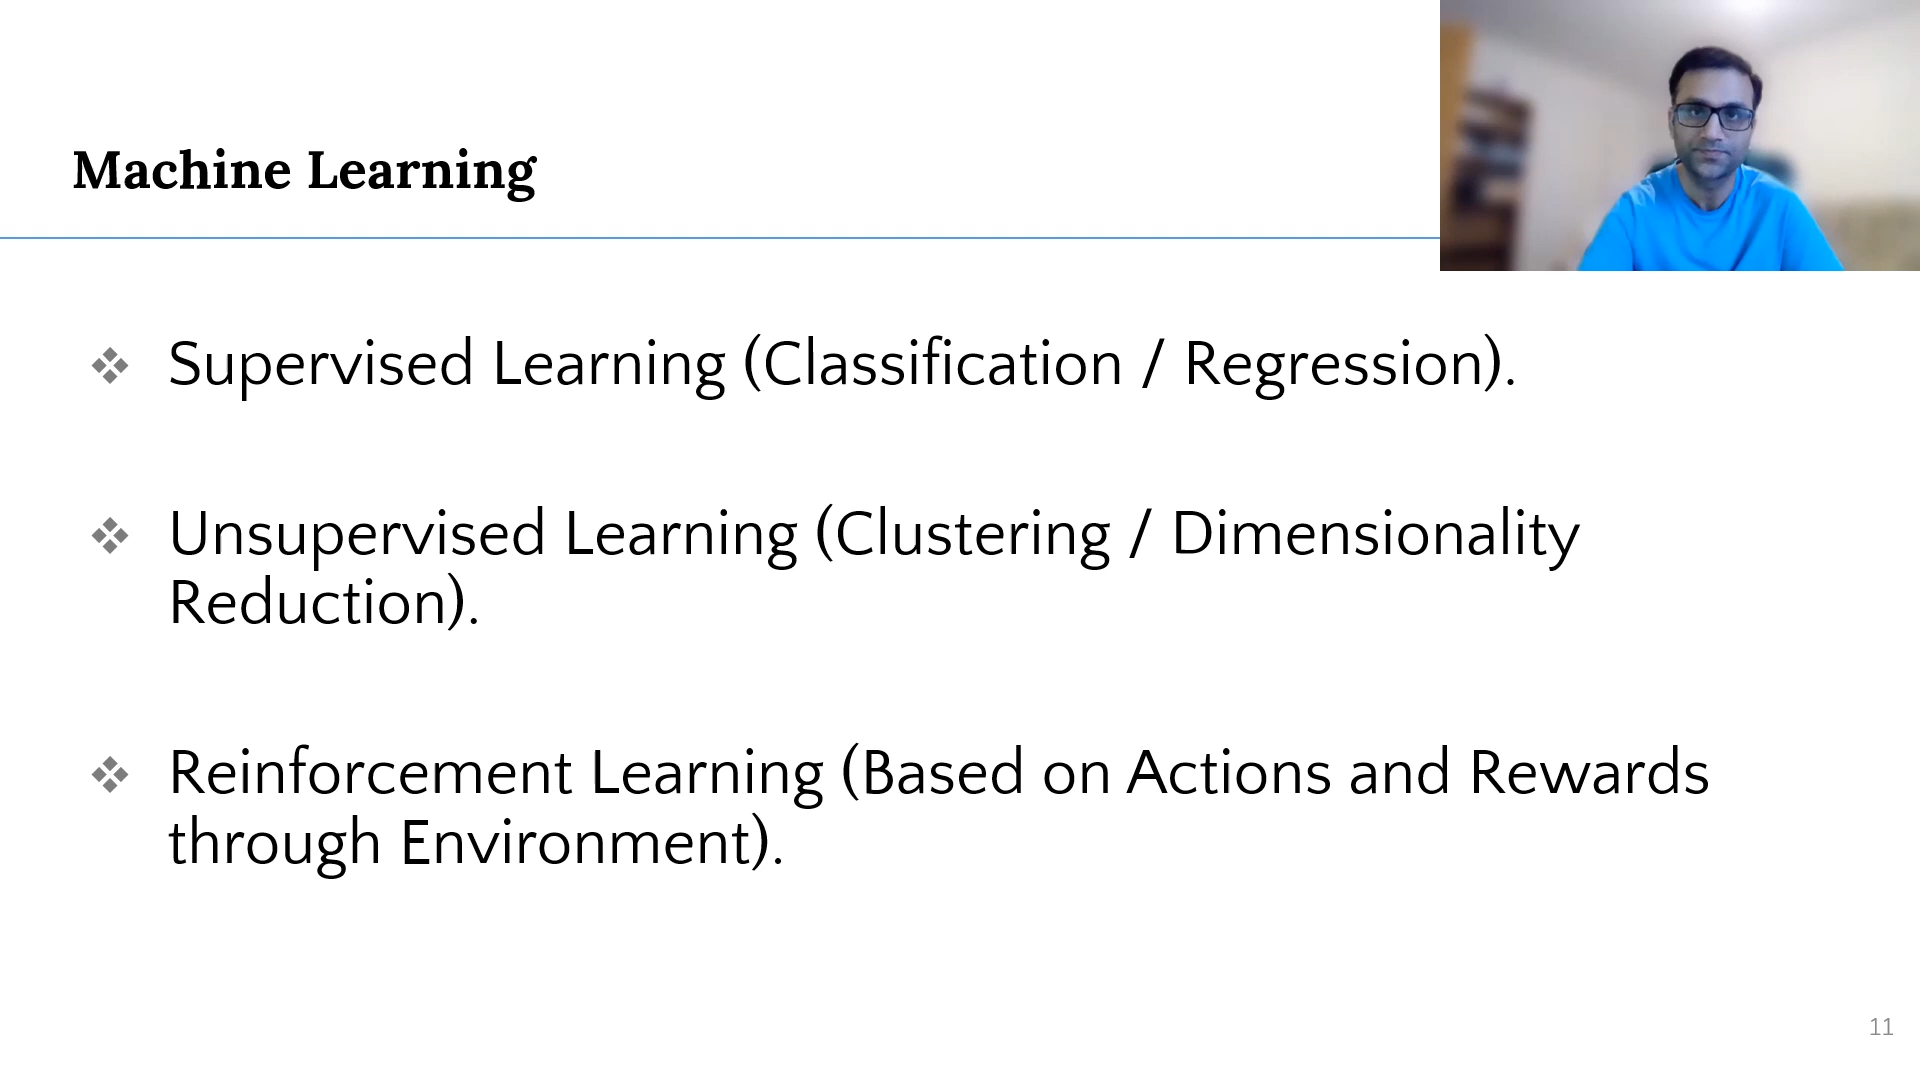 Machine Learning
Supervised Learning (Classification / Regression).
Unsupervised Learning (Clustering / Dimensionality
Reduction).
Reinforcement Learning (Based on Actions and Rewards
through Environment).
11